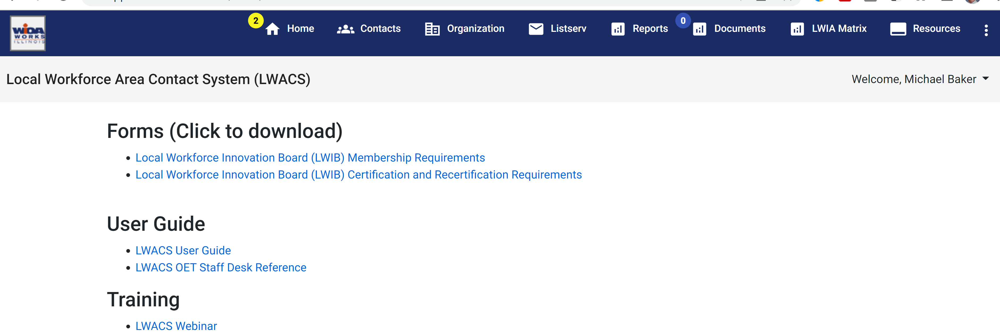 WIOA
WORKS
ILLINOIS
2
Home
Contacts
Organization
Listserv
Reports
0
Documents
LWIA Matrix
Resources
Local Workforce Area Contact System (LWACS)
Welcome, Michael Baker
Forms (Click to download)
Local Workforce Innovation Board (LWIB) Membership Requirements
Local Workforce Innovation Board (LWIB) Certification and Recertification Requirements
User Guide
LWACS User Guide
LWACS OET Staff Desk Reference
Training
LWACS Webinar